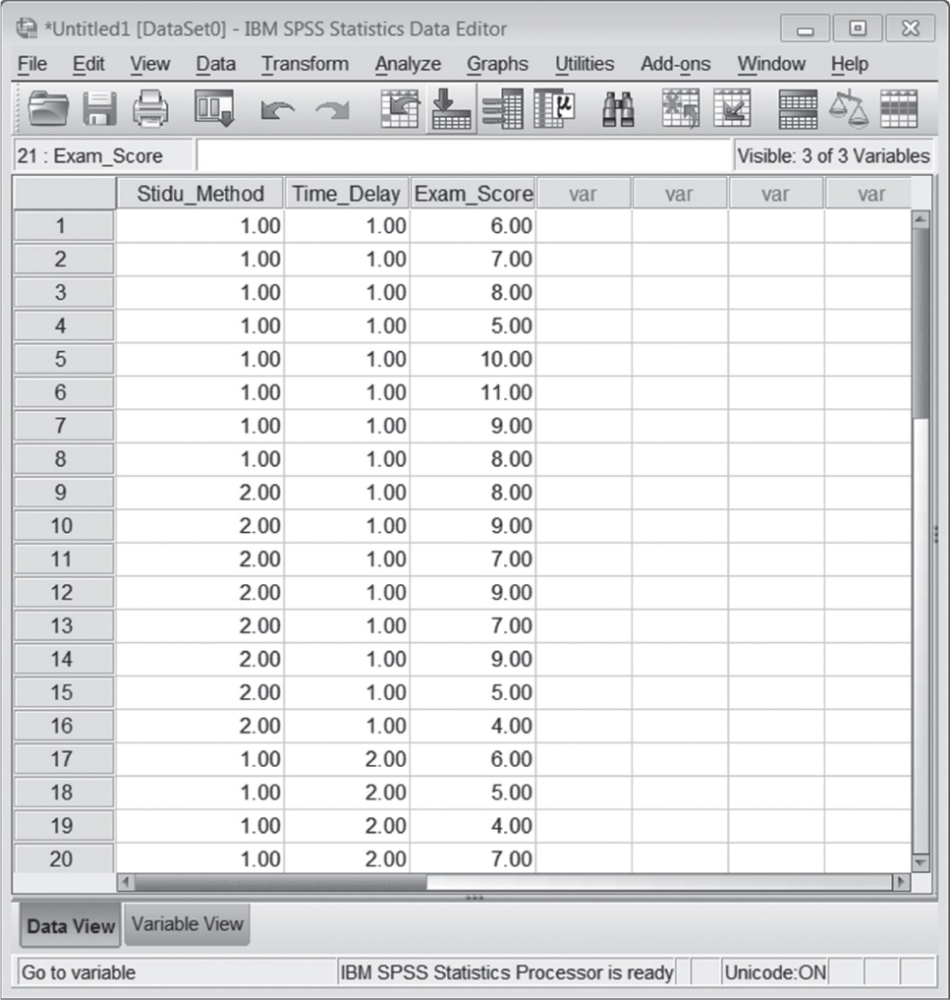 *Untitled1 [DataSet0] - IBM SPSS Statistics Data Editor
File Edit View Data Transform Analyze Graphs Utilities Add-ons Window Help
μ
21 : Exam_Score Visible: 3 of 3 Variables
Stidu_Method Time_Delay Exam_Score var var var var
1 1.00 1.00 6.00
2 1.00 1.00 7.00
3 1.00 1.00 8.00
4 1.00 1.00 5.00
5 1.00 1.00 10.00
6 1.00 1.00 11.00
7 1.00 1.00 9.00
8 1.00 1.00 8.00
9 2.00 1.00 8.00
10 2.00 1.00 9.00
11 2.00 1.00 7.00
12 2.00 1.00 9.00
13 2.00 1.00 7.00
14 2.00 1.00 9.00
15 2.00 1.00 5.00
16 2.00 1.00 4.00
17 1.00 2.00 6.00
18 1.00 2.00 5.00
19 1.00 2.00 4.00
20 1.00 2.00 7.00
Data View Variable View
Go to variable IBM SPSS Statistics Processor is ready Unicode:ON